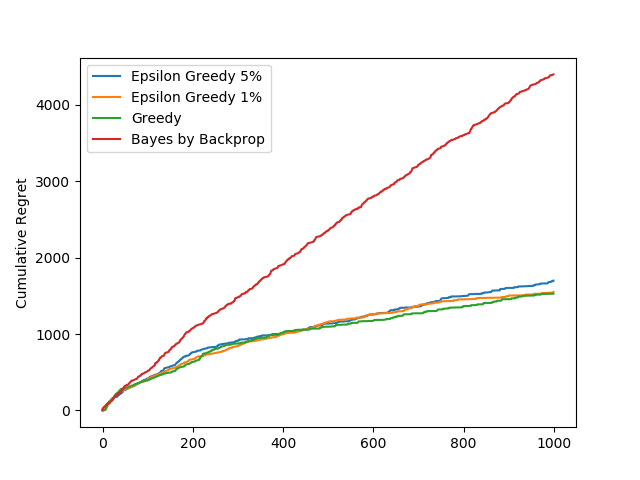 Epsilon Greedy 5%
Epsilon Greedy 1%
Greedy
Bayes by Backprop
Cumulative Regret
4000
3000
2000
1000
0
0 200 400 600 800 1000